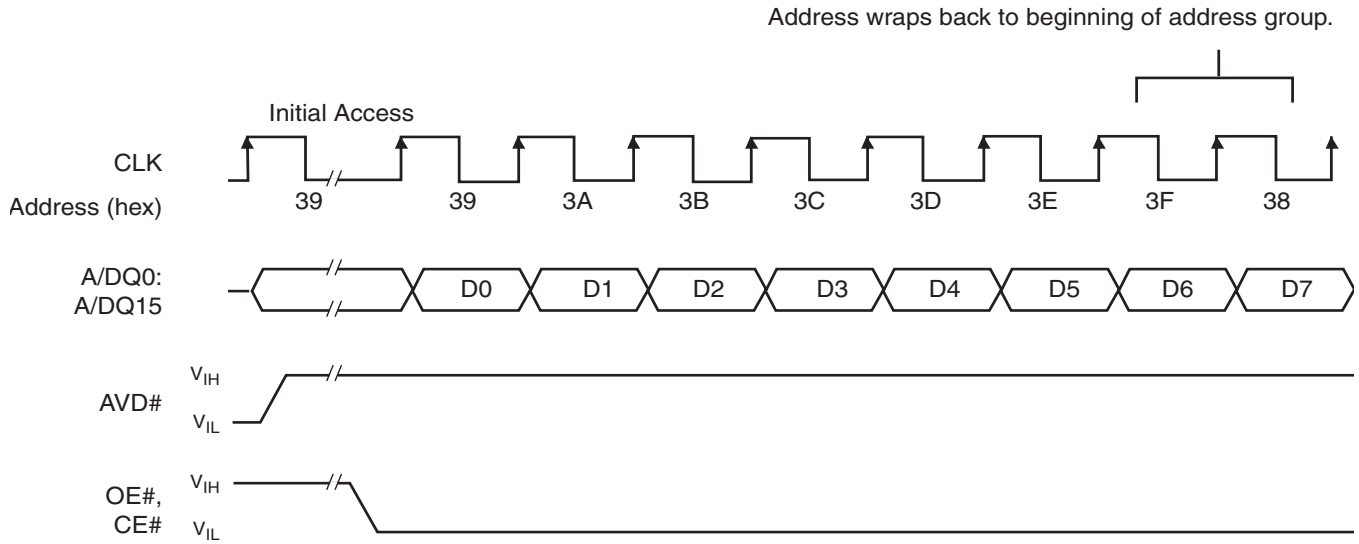 Address wraps back to beginning of address group.
Initial Access
CLK
Address (hex) 39 39 3A 3B 3C 3D 3E 3F 38
A/DQ0:
A/DQ15
D0 D1 D2 D3 D4 D5 D6 D7
VIH
AVD#
VIL
VIH
OE#,
CE#
VIL